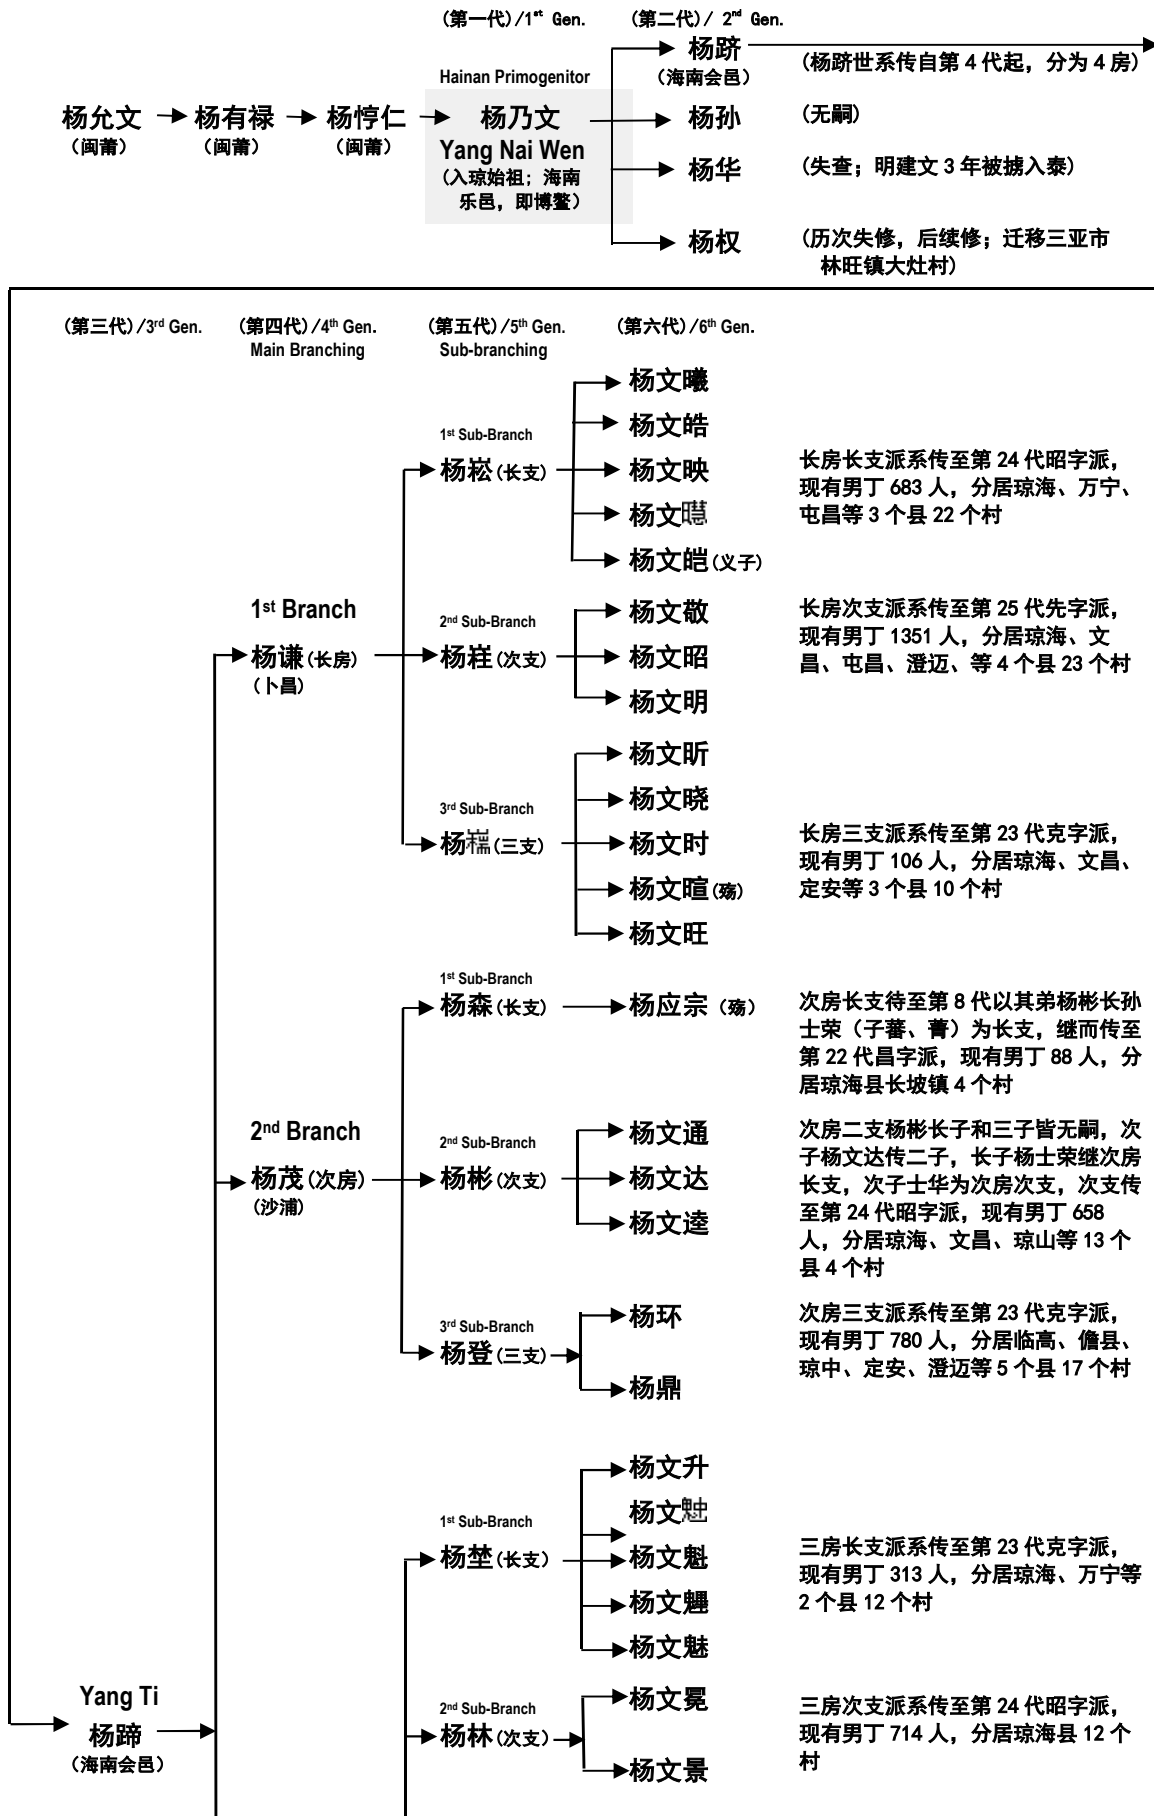 (第一代)/1st Gen.
(第二代)/ 2nd Gen.
杨跻
(海南会邑)
(杨跻世系传自第 4 代起，分为 4 房)
Hainan Primogenitor
杨允文
(闽莆)
杨有禄
(闽莆)
杨惇仁
(闽莆)
杨乃文
Yang Nai Wen
(入琼始祖；海南
乐邑，即博鳌)
杨孙
(无嗣)
杨华
(失查；明建文 3 年被掳入泰)
杨权
(历次失修，后续修；迁移三亚市
林旺镇大灶村)
(第三代)/3rd Gen.
(第四代)/4th Gen.
Main Branching
(第五代)/5th Gen.
Sub-branching
(第六代)/6th Gen.
杨文曦
杨文皓
1st Sub-Branch
杨崧(长支)
杨文映
杨文
杨文皑(义子)
长房长支派系传至第 24 代昭字派，
现有男丁 683 人，分居琼海、万宁、
屯昌等 3 个县 22 个村
1st Branch
杨谦(长房)
(卜昌)
2nd Sub-Branch
杨(次支)
杨文敬
杨文昭
杨文明
长房次支派系传至第 25 代先字派，
现有男丁 1351 人，分居琼海、文
昌、屯昌、澄迈、等 4 个县 23 个村
杨文昕
杨文晓
3rd Sub-Branch
杨(三支)
杨文时
杨文暄(殇)
杨文旺
长房三支派系传至第 23 代克字派，
现有男丁 106 人，分居琼海、文昌、
定安等 3 个县 10 个村
1st Sub-Branch
杨森(长支)
杨应宗 (殇)
次房长支待至第 8 代以其弟杨彬长孙
士荣（子蕃、菁）为长支，继而传至
第 22 代昌字派，现有男丁 88 人，分
居琼海县长坡镇 4 个村
2nd Branch
杨茂(次房)
(沙浦)
2nd Sub-Branch
杨彬(次支)
杨文通
杨文达
杨文逵
次房二支杨彬长子和三子皆无嗣，次
子杨文达传二子，长子杨士荣继次房
长支，次子士华为次房次支，次支传
至第 24 代昭字派，现有男丁 658
人，分居琼海、文昌、琼山等 13 个
县 4 个村
3rd Sub-Branch
杨登(三支)
杨环
杨鼎
次房三支派系传至第 23 代克字派，
现有男丁 780 人，分居临高、儋县、
琼中、定安、澄迈等 5 个县 17 个村
杨文升
杨文
1st Sub-Branch
杨埜(长支)
杨文魁
杨文
杨文魅
三房长支派系传至第 23 代克字派，
现有男丁 313 人，分居琼海、万宁等
2 个县 12 个村
Yang Ti
杨蹄
(海南会邑)
2nd Sub-Branch
杨林(次支)
杨文冕
杨文景
三房次支派系传至第 24 代昭字派，
现有男丁 714 人，分居琼海县 12 个
村